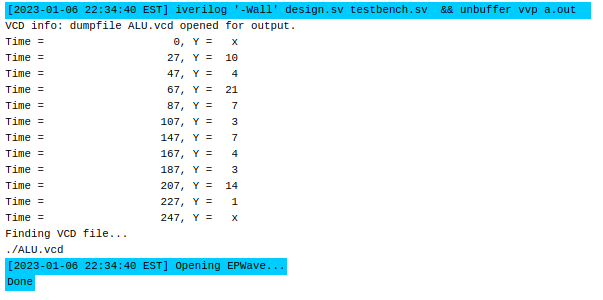 [2023-01-06 22:34:40 EST] iverilog '-Wall' design.sv testbench.sv  && unbuffer vvp a.out
VCD info: dumpfile ALU.vcd opened for output.
Time =                    0, Y =   x
Time =                   27, Y =  10
Time =                   47, Y =   4
Time =                   67, Y =  21
Time =                   87, Y =   7
Time =                  107, Y =   3
Time =                  147, Y =   7
Time =                  167, Y =   4
Time =                  187, Y =   3
Time =                  207, Y =  14
Time =                  227, Y =   1
Time =                  247, Y =   x
Finding VCD file...
./ALU.vcd
[2023-01-06 22:34:40 EST] Opening EPWave...
Done